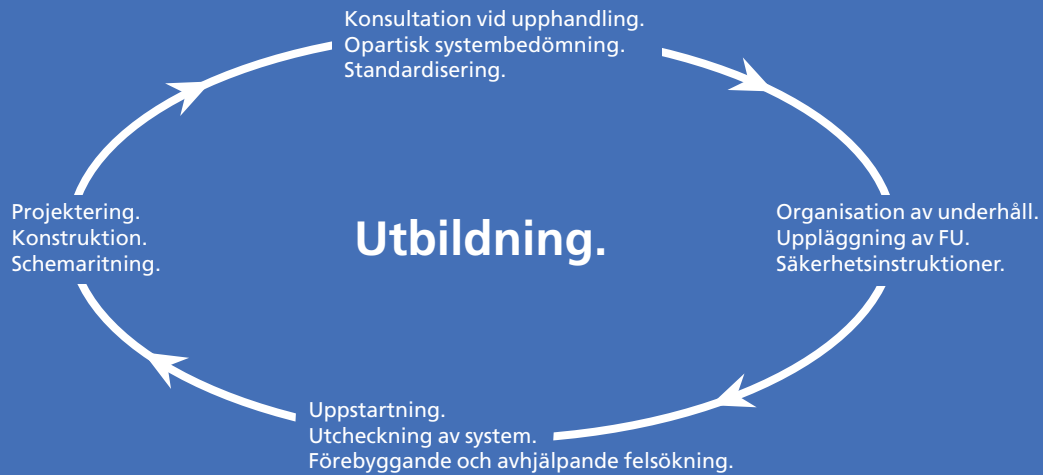 Konsultation vid upphandling.
Opartisk systembedömning.
Standardisering.
Projektering.
Konstruktion.
Schemaritning.
Utbildning.
Organisation av underhåll.
Uppläggning av FU.
Säkerhetsinstruktioner.
Uppstartning.
Utcheckning av system.
Förebyggande och avhjälpande felsökning.